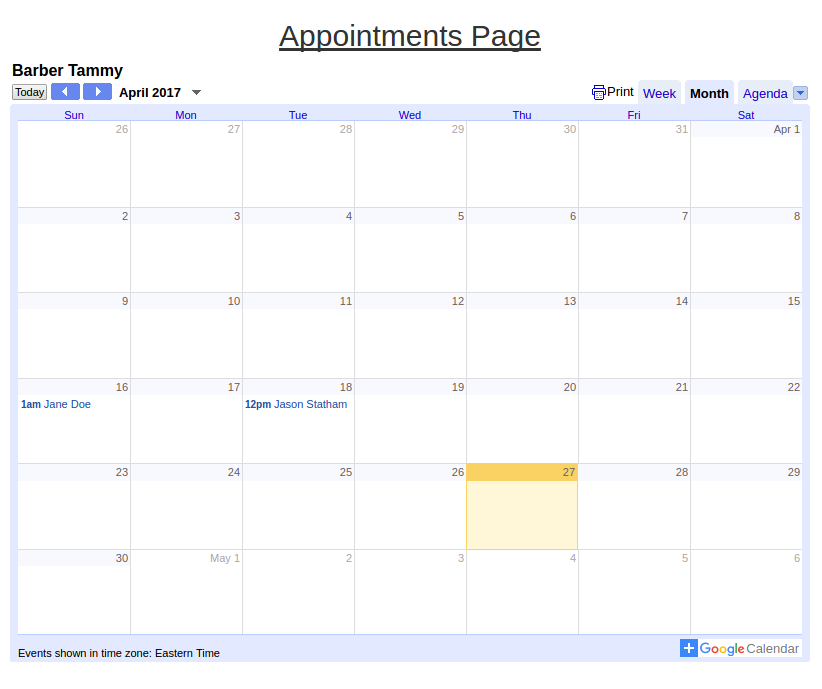 Appointments Page
Barber Tammy
Today April 2017 Print Week Month Agenda
Sun Mon Tue Wed Thu Fri Sat
26 27 28 29 30 31 Apr 1
2 3 4 5 6 7 8
9 10 11 12 13 14 15
16 17 18 19 20 21 22
1am Jane Doe 12pm Jason Statham
23 24 25 26 27 28 29
30 May 1 2 3 4 5 6
Events shown in time zone: Eastern Time
Google Calendar